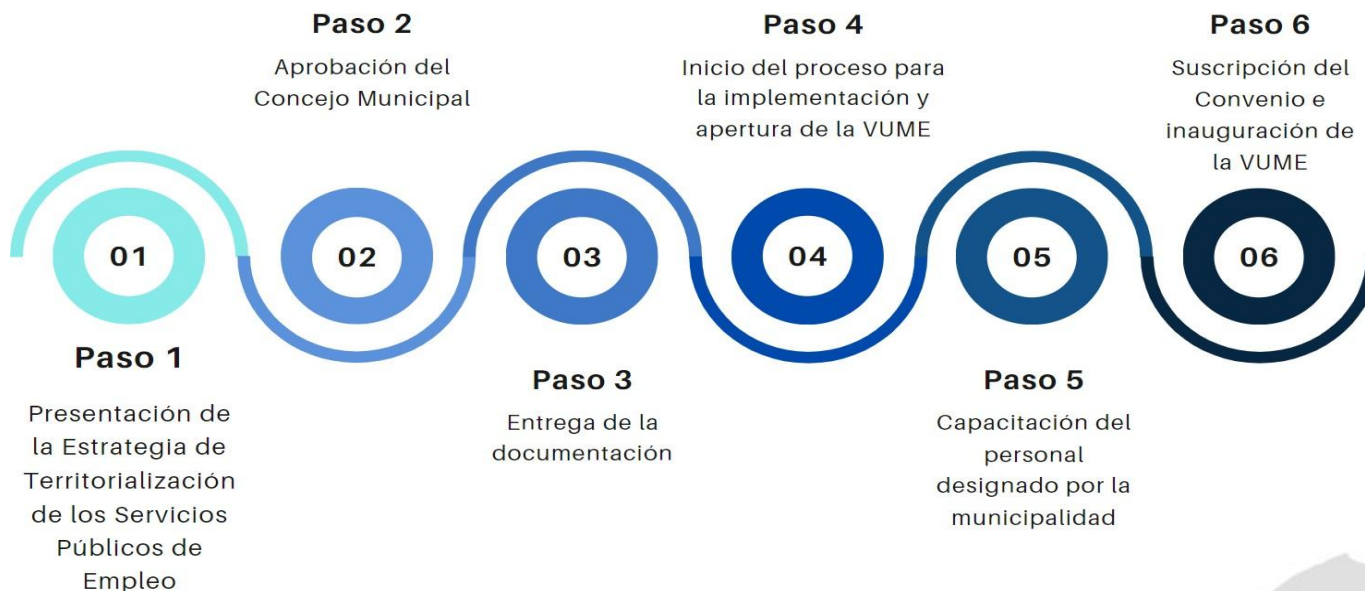 Paso 1
01
Presentación de
la Estrategia de
Territorialización
de los Servicios
Públicos de
Empleo
Paso 2
Aprobación del
Concejo Municipal
02
03
Paso 3
Entrega de la
documentación
Paso 4
Inicio del proceso para
la implementación y
apertura de la VUME
04
05
Paso 5
Capacitación del
personal
designado por la
municipalidad
Paso 6
Suscripción del
Convenio e
inauguración de
la VUME
06